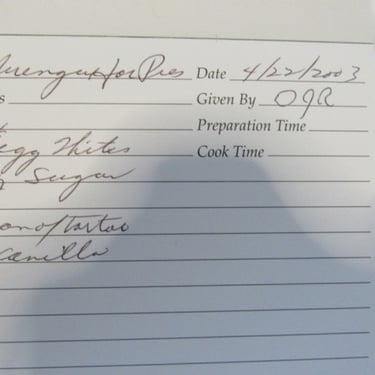 for Pies Date 4/22/2003
s Given By OJR
Preparation Time
egg Whites Cook Time
Sugar
of Tartar
Vanilla